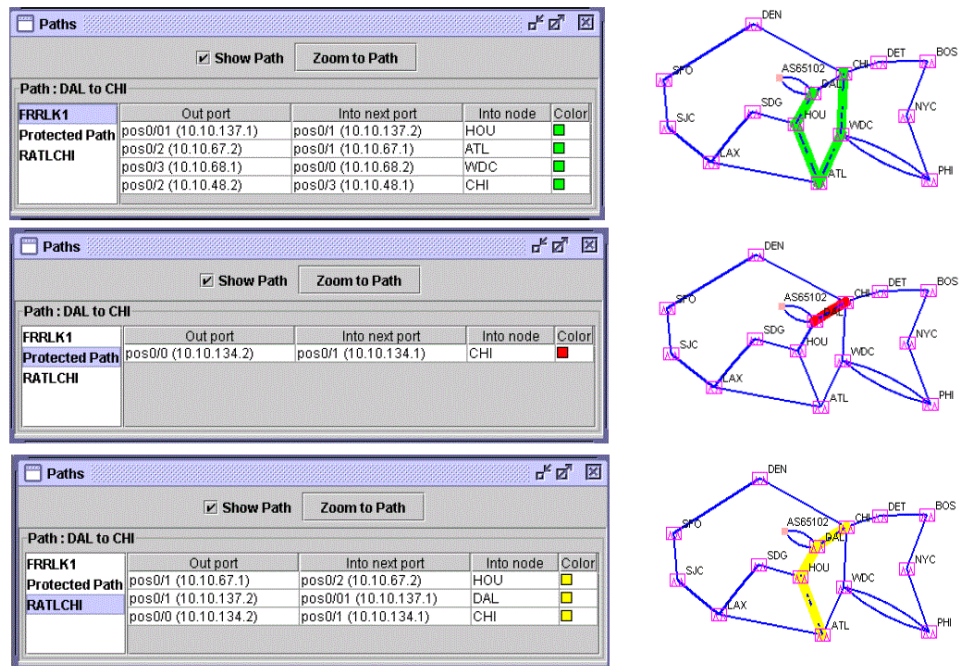 Paths
Show Path Zoom to Path
Path : DAL to CHI
FRRLK1
Protected Path
RATLCHI
Out port Into next port Into node Color
pos0/01 (10.10.137.1) pos0/1 (10.10.137.2) HOU
pos0/2 (10.10.67.2) pos0/1 (10.10.67.1) ATL
pos0/3 (10.10.68.1) pos0/0 (10.10.68.2) WDC
pos0/2 (10.10.48.2) pos0/3 (10.10.48.1) CHI
DEN
BOS
DET
CHI
AS65102
SFO
DAL
SDG
HOU
NYC
SJC
WDC
LAX
ATL
PHI
Paths
Show Path Zoom to Path
Path : DAL to CHI
FRRLK1
Protected Path
RATLCHI
Out port Into next port Into node Color
pos0/0 (10.10.134.2) pos0/1 (10.10.134.1) CHI
DEN
BOS
DET
CHI
AS65102
SFO
DAL
SDG
HOU
NYC
SJC
WDC
LAX
ATL
PHI
Paths
Show Path Zoom to Path
Path : DAL to CHI
FRRLK1
Protected Path
RATLCHI
Out port Into next port Into node Color
pos0/1 (10.10.67.1) pos0/2 (10.10.67.2) HOU
pos0/1 (10.10.137.2) pos0/01 (10.10.137.1) DAL
pos0/0 (10.10.134.2) pos0/1 (10.10.134.1) CHI
DEN
BOS
DET
CHI
AS65102
SFO
DAL
SDG
HOU
NYC
SJC
WDC
LAX
ATL
PHI